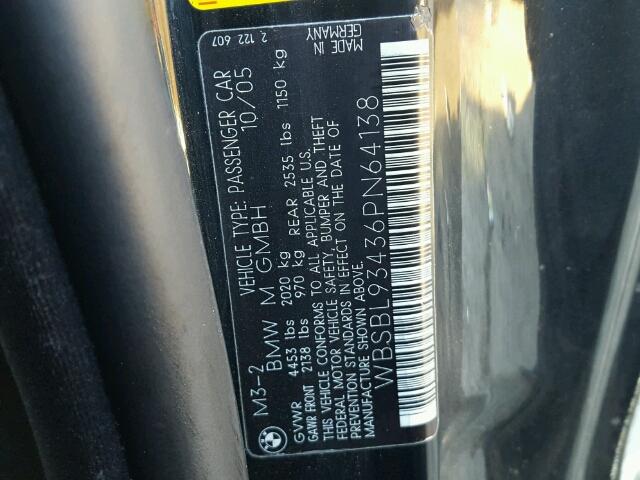 M3-2 VEHICLE TYPE: PASSENGER CAR 2 122 607
BMW M GMBH 10/05
GVWR 4453 lbs 2020 kg MADE IN GERMANY
GAWR FRONT 2138 lbs 970 kg REAR 2535 lbs 1150 kg
THIS VEHICLE CONFORMS TO ALL APPLICABLE U.S.
FEDERAL MOTOR VEHICLE SAFETY, BUMPER AND THEFT
PREVENTION STANDARDS IN EFFECT ON THE DATE OF
MANUFACTURE SHOWN ABOVE.
WBSBL93436PN64138